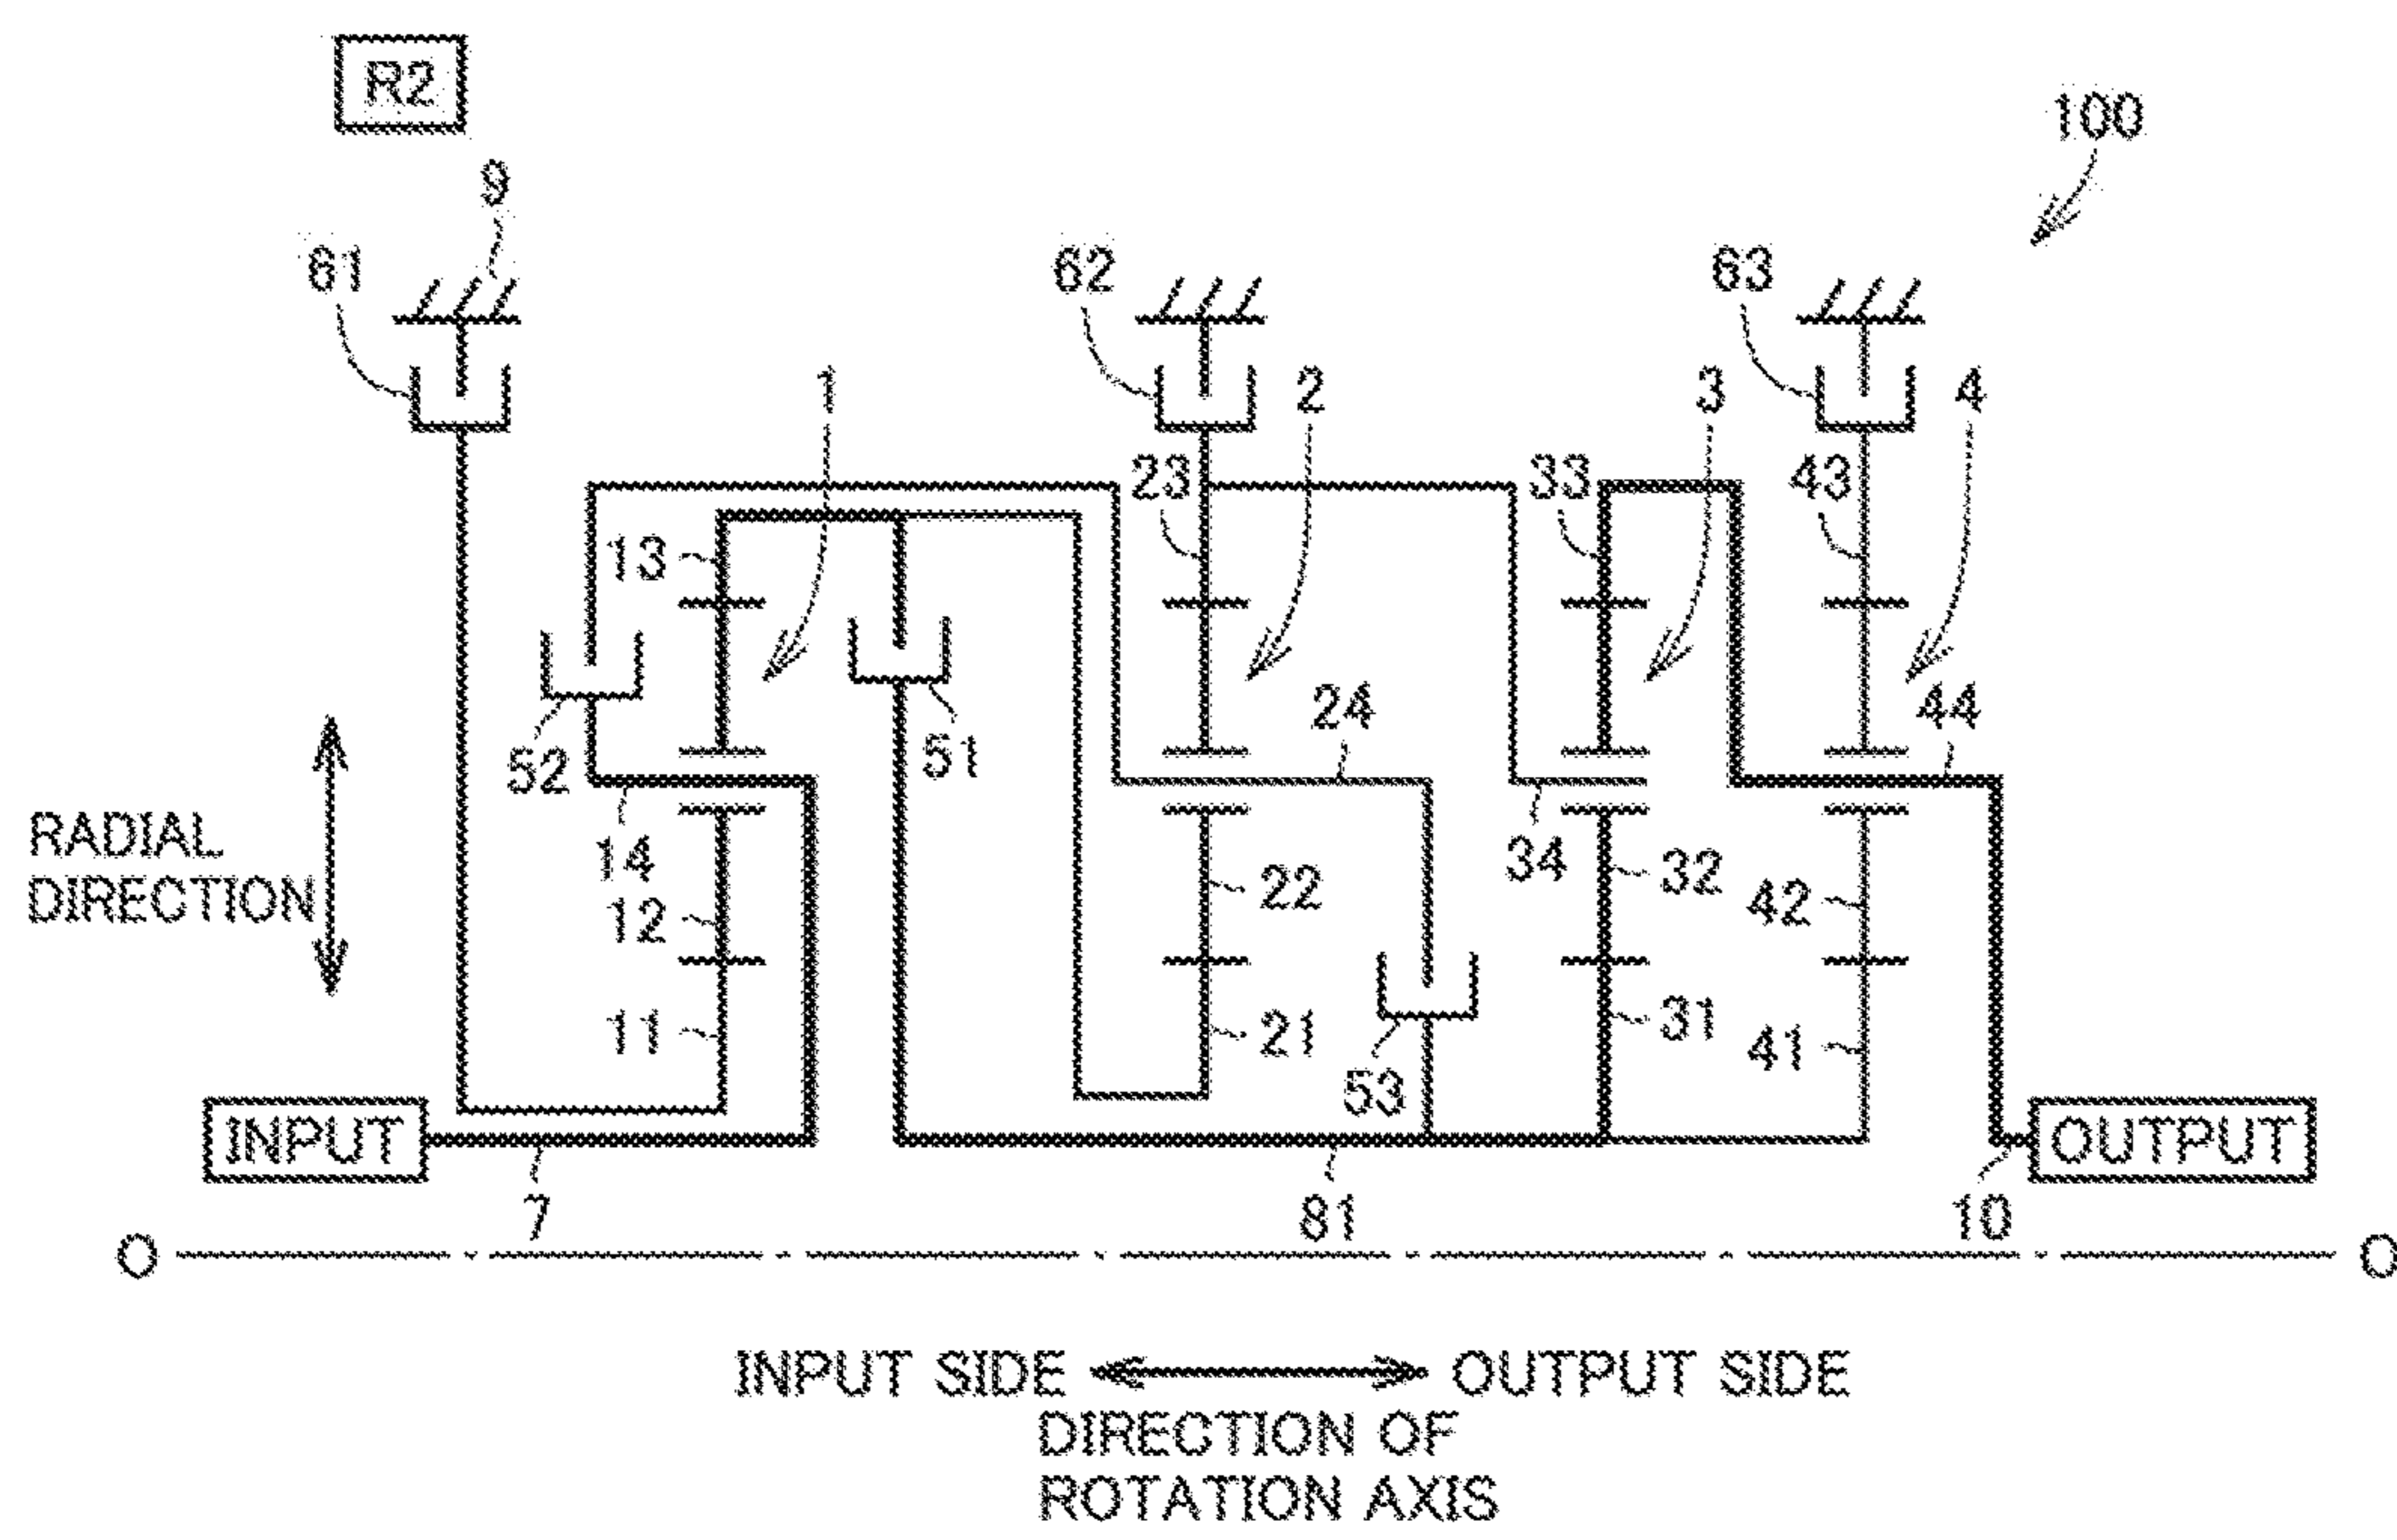 R2
100
9
61
62
63
1
2
3
4
23
33
43
13
24
44
52
51
14
34
32
22
42
12
11
21
31
41
53
RADIAL
DIRECTION
INPUT
OUTPUT
7
81
10
O
O
INPUT SIDE
OUTPUT SIDE
DIRECTION OF
ROTATION AXIS